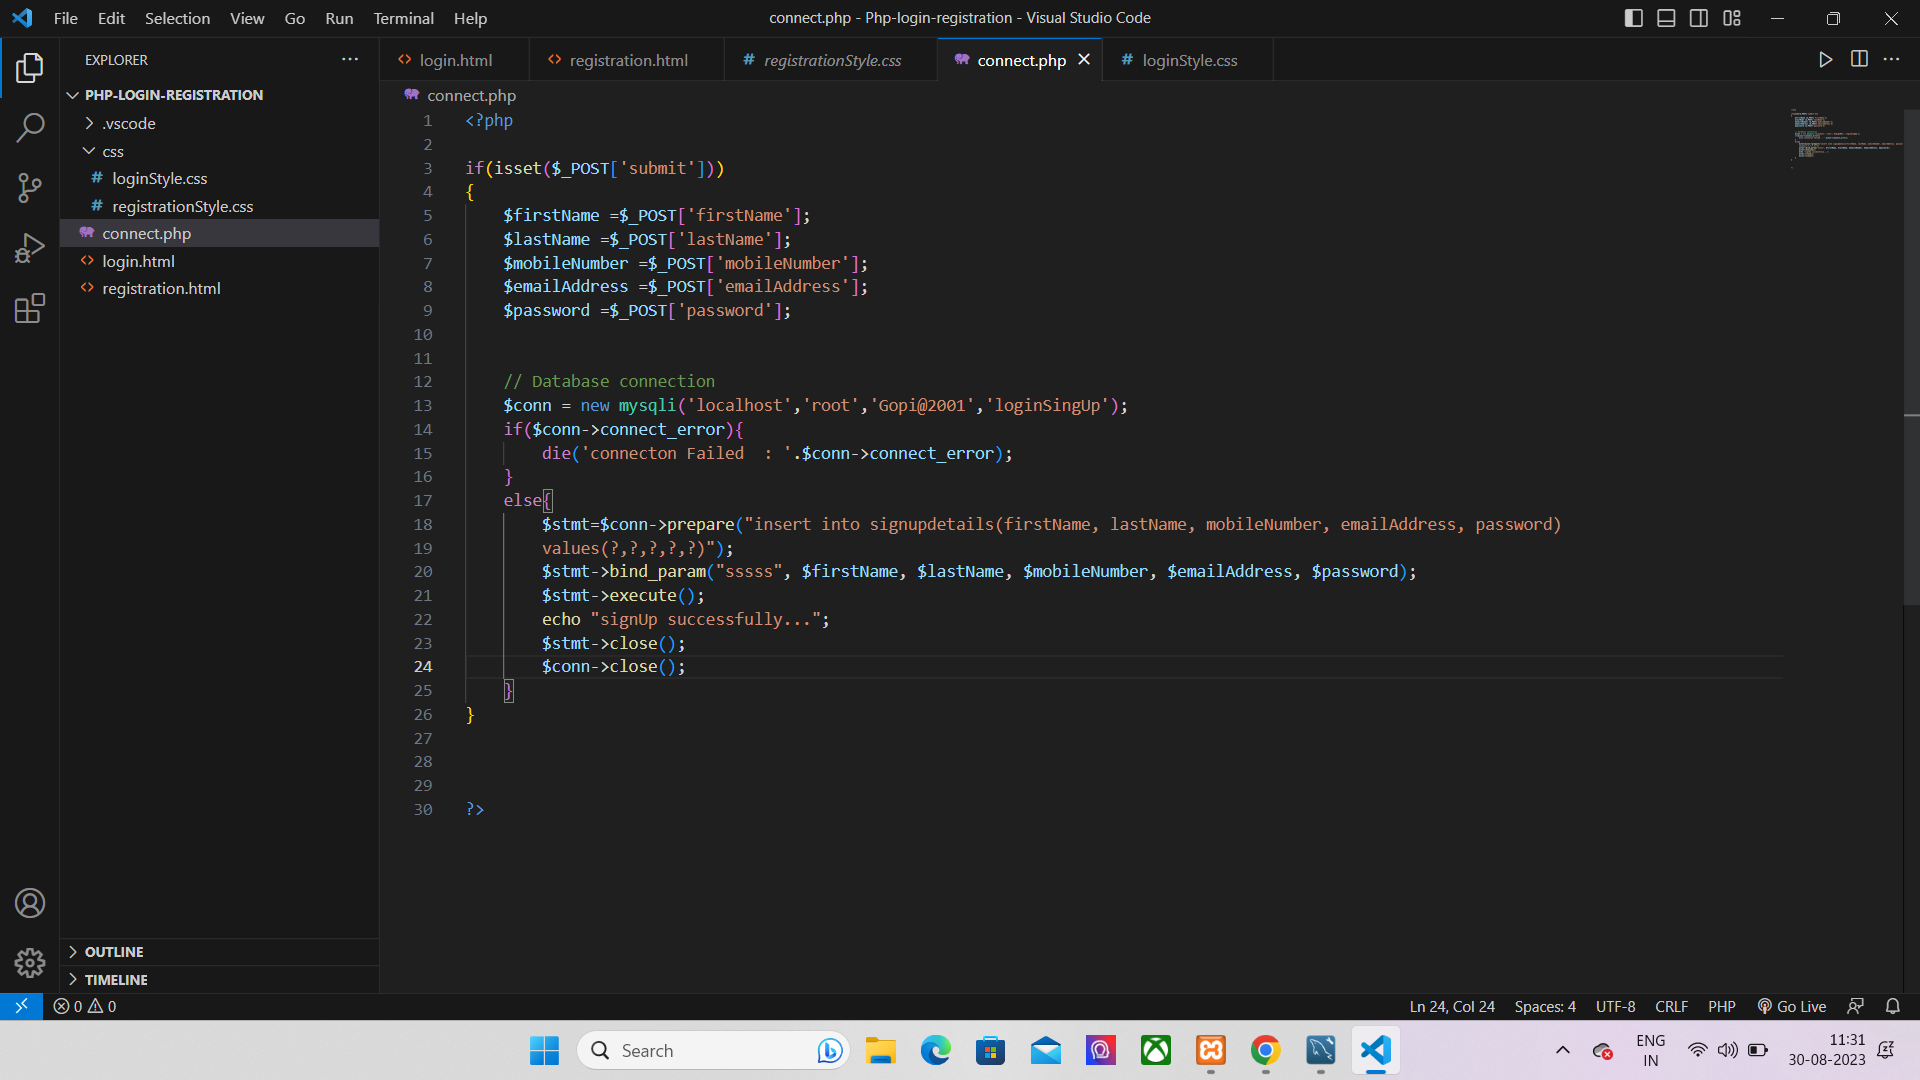 File Edit Selection View Go Run Terminal Help
connect.php - Php-login-registration - Visual Studio Code
EXPLORER
PHP-LOGIN-REGISTRATION
.vscode
css
# loginStyle.css
# registrationStyle.css
connect.php
<> login.html
<> registration.html
OUTLINE
TIMELINE
<> login.html <> registration.html # registrationStyle.css connect.php # loginStyle.css
connect.php
1 <?php
2
3 if(isset($_POST['submit']))
4 {
5 $firstName =$_POST['firstName'];
6 $lastName =$_POST['lastName'];
7 $mobileNumber =$_POST['mobileNumber'];
8 $emailAddress =$_POST['emailAddress'];
9 $password =$_POST['password'];
10
11
12 // Database connection
13 $conn = new mysqli('localhost','root','Gopi@2001','loginSingUp');
14 if($conn->connect_error){
15 die('connecton Failed  : '.$conn->connect_error);
16 }
17 else{
18 $stmt=$conn->prepare("insert into signupdetails(firstName, lastName, mobileNumber, emailAddress, password)
19 values(?,?,?,?,?)");
20 $stmt->bind_param("sssss", $firstName, $lastName, $mobileNumber, $emailAddress, $password);
21 $stmt->execute();
22 echo "signUp successfully...";
23 $stmt->close();
24 $conn->close();
25 }
26 }
27
28
29
30 ?>
0 0
Ln 24, Col 24 Spaces: 4 UTF-8 CRLF PHP Go Live
Search
ENG
IN
11:31
30-08-2023